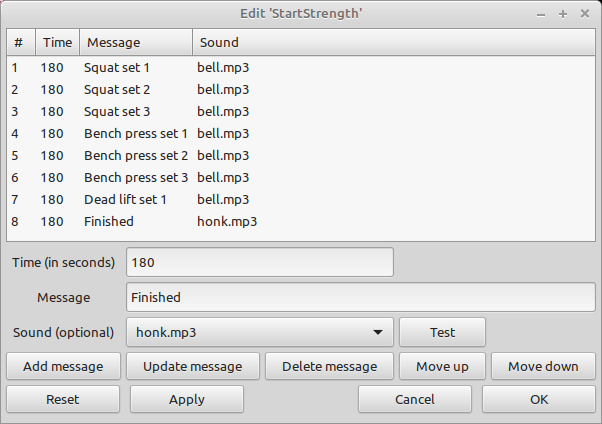 Edit 'StartStrength'
# Time Message Sound
1 180 Squat set 1 bell.mp3
2 180 Squat set 2 bell.mp3
3 180 Squat set 3 bell.mp3
4 180 Bench press set 1 bell.mp3
5 180 Bench press set 2 bell.mp3
6 180 Bench press set 3 bell.mp3
7 180 Dead lift set 1 bell.mp3
8 180 Finished honk.mp3
Time (in seconds) 180
Message Finished
Sound (optional) honk.mp3 Test
Add message Update message Delete message Move up Move down
Reset Apply Cancel OK